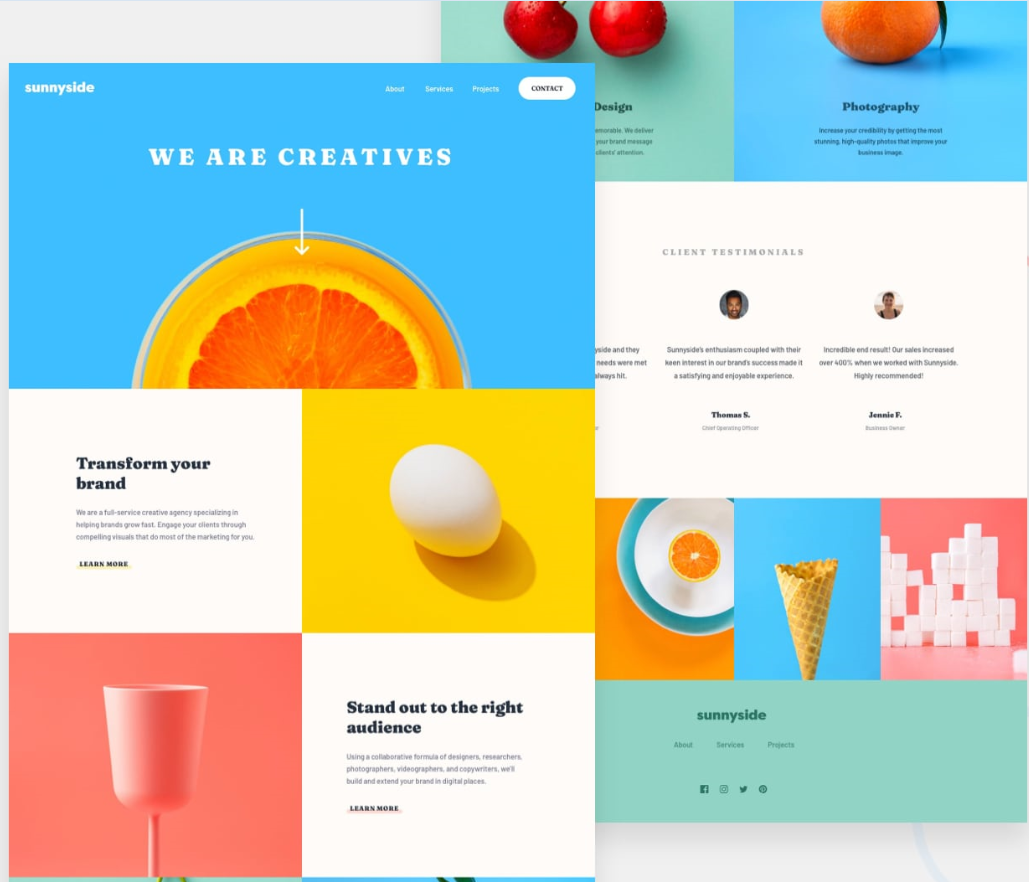 sunnyside
About Services Projects CONTACT
WE ARE CREATIVES
Transform your
brand
We are a full-service creative agency specializing in
helping brands grow fast. Engage your clients through
compelling visuals that do most of the marketing for you.
LEARN MORE
Stand out to the right
audience
Using a collaborative formula of designers, researchers,
photographers, videographers, and copywriters, we'll
build and extend your brand in digital places.
LEARN MORE
Design
emorable. We deliver
your brand message
clients' attention.
Photography
Increase your credibility by getting the most
stunning, high-quality photos that improve your
business image.
CLIENT TESTIMONIALS
yside and they
needs were met
always hit.
Sunnyside's enthusiasm coupled with their
keen interest in our brand's success made it
a satisfying and enjoyable experience.
Thomas S.
Chief Operating Officer
Incredible end result! Our sales increased
over 400% when we worked with Sunnyside.
Highly recommended!
Jennie F.
Business Owner
sunnyside
About Services Projects